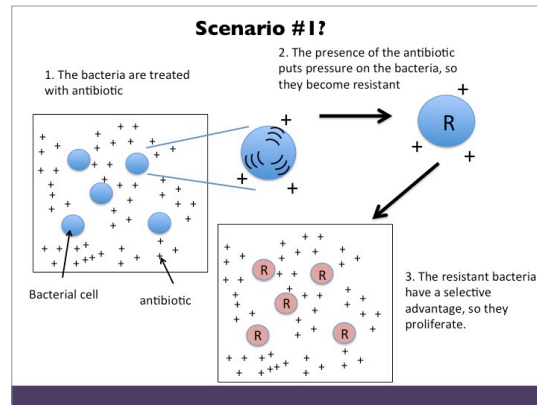 Scenario #1?
1. The bacteria are treated
with antibiotic
2. The presence of the antibiotic
puts pressure on the bacteria, so
they become resistant
R
Bacterial cell
antibiotic
R
R
R
R
R
3. The resistant bacteria
have a selective
advantage, so they
proliferate.